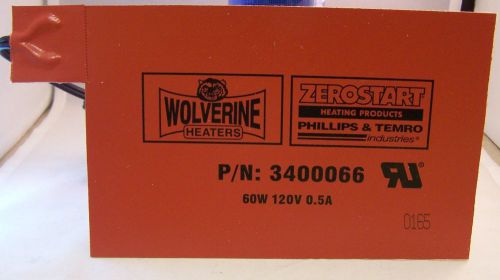 WOLVERINE
HEATERS
ZEROSTART
HEATING PRODUCTS
PHILLIPS & TEMRO
industries®
P/N: 3400066
60W 120V 0.5A
0165